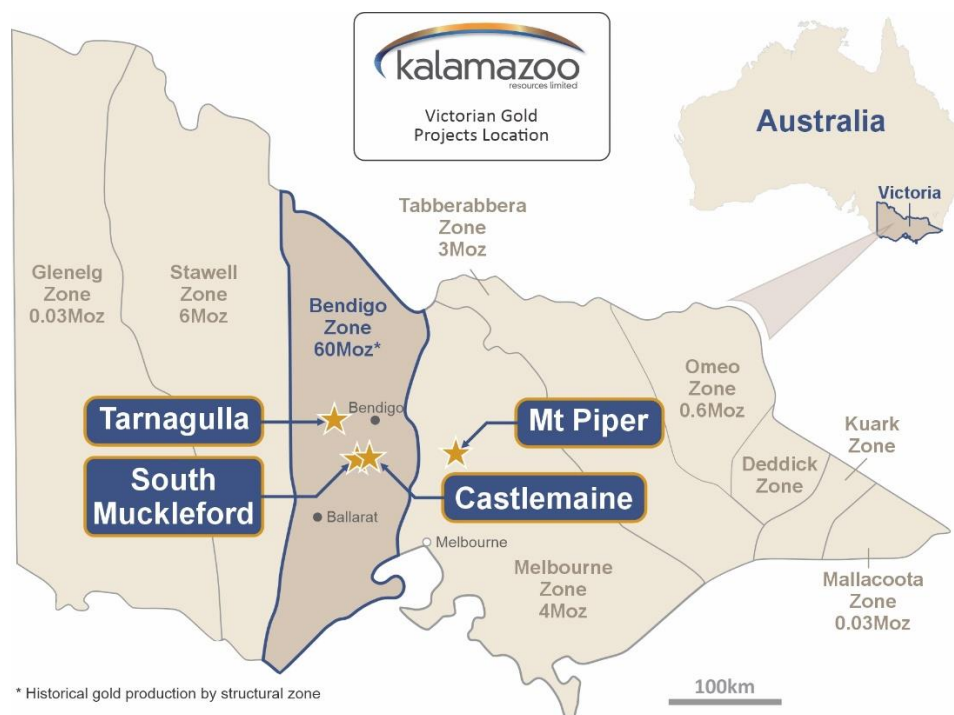 kalamazoo
resources limited
Victorian Gold
Projects Location
Australia
Victoria
Tabberabbera
Zone
3Moz
Glenelg
Zone
0.03Moz
Stawell
Zone
6Moz
Bendigo
Zone
60Moz*
Omeo
Zone
0.6Moz
Kuark
Zone
Deddick
Zone
Tarnagulla
Bendigo
Mt Piper
South
Muckleford
Castlemaine
Ballarat
Melbourne
Melbourne
Zone
4Moz
Mallacoota
Zone
0.03Moz
* Historical gold production by structural zone
100km